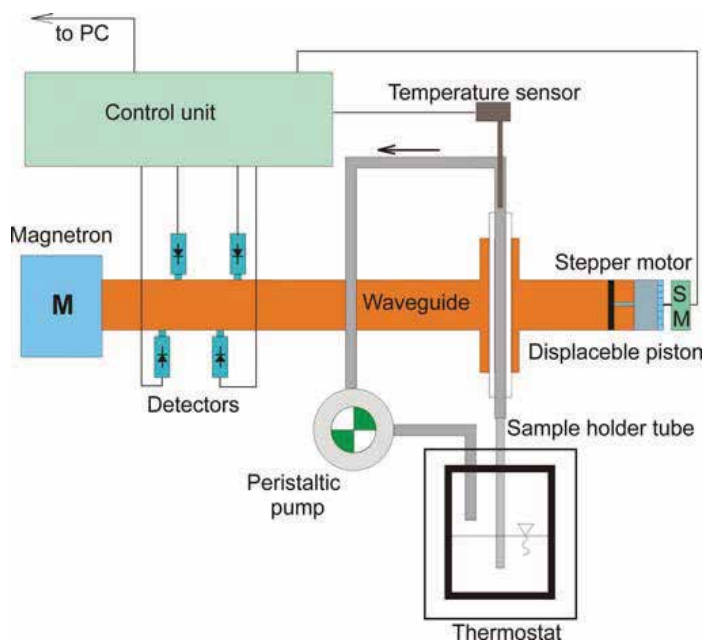 to PC
Control unit
Temperature sensor
Magnetron
M
Waveguide
Stepper motor
S
M
Displaceble piston
Detectors
Sample holder tube
Peristaltic
pump
Thermostat